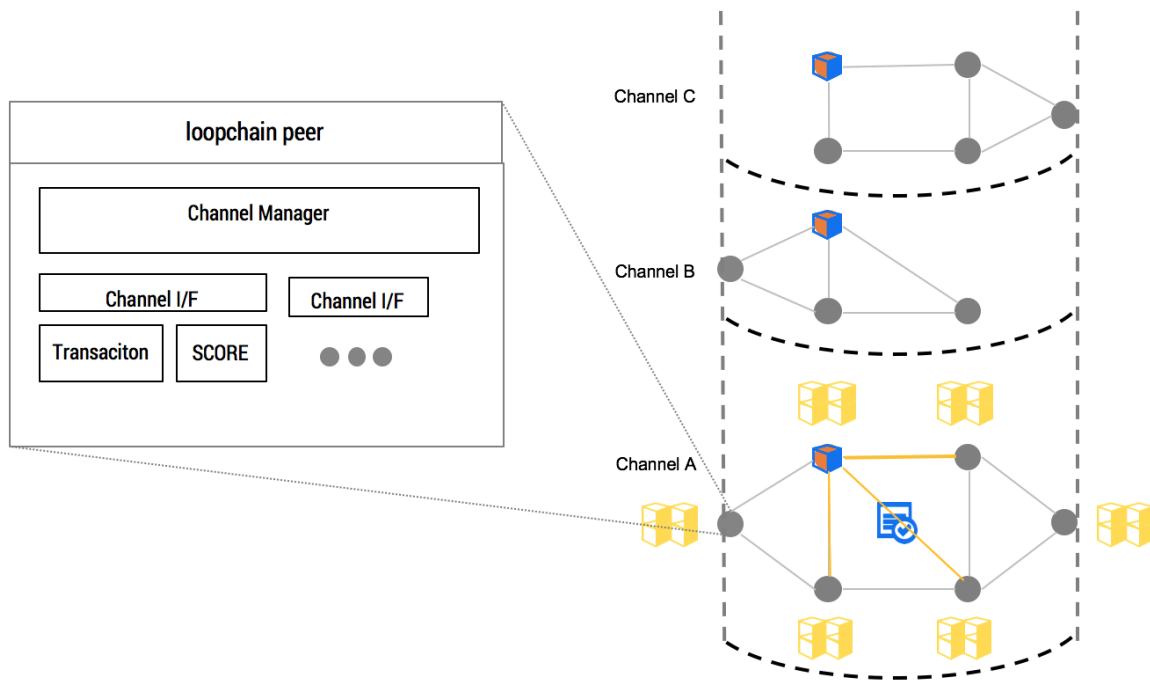 loopchain peer
Channel Manager
Channel I/F
Channel I/F
Transaciton
SCORE
Channel C
Channel B
Channel A